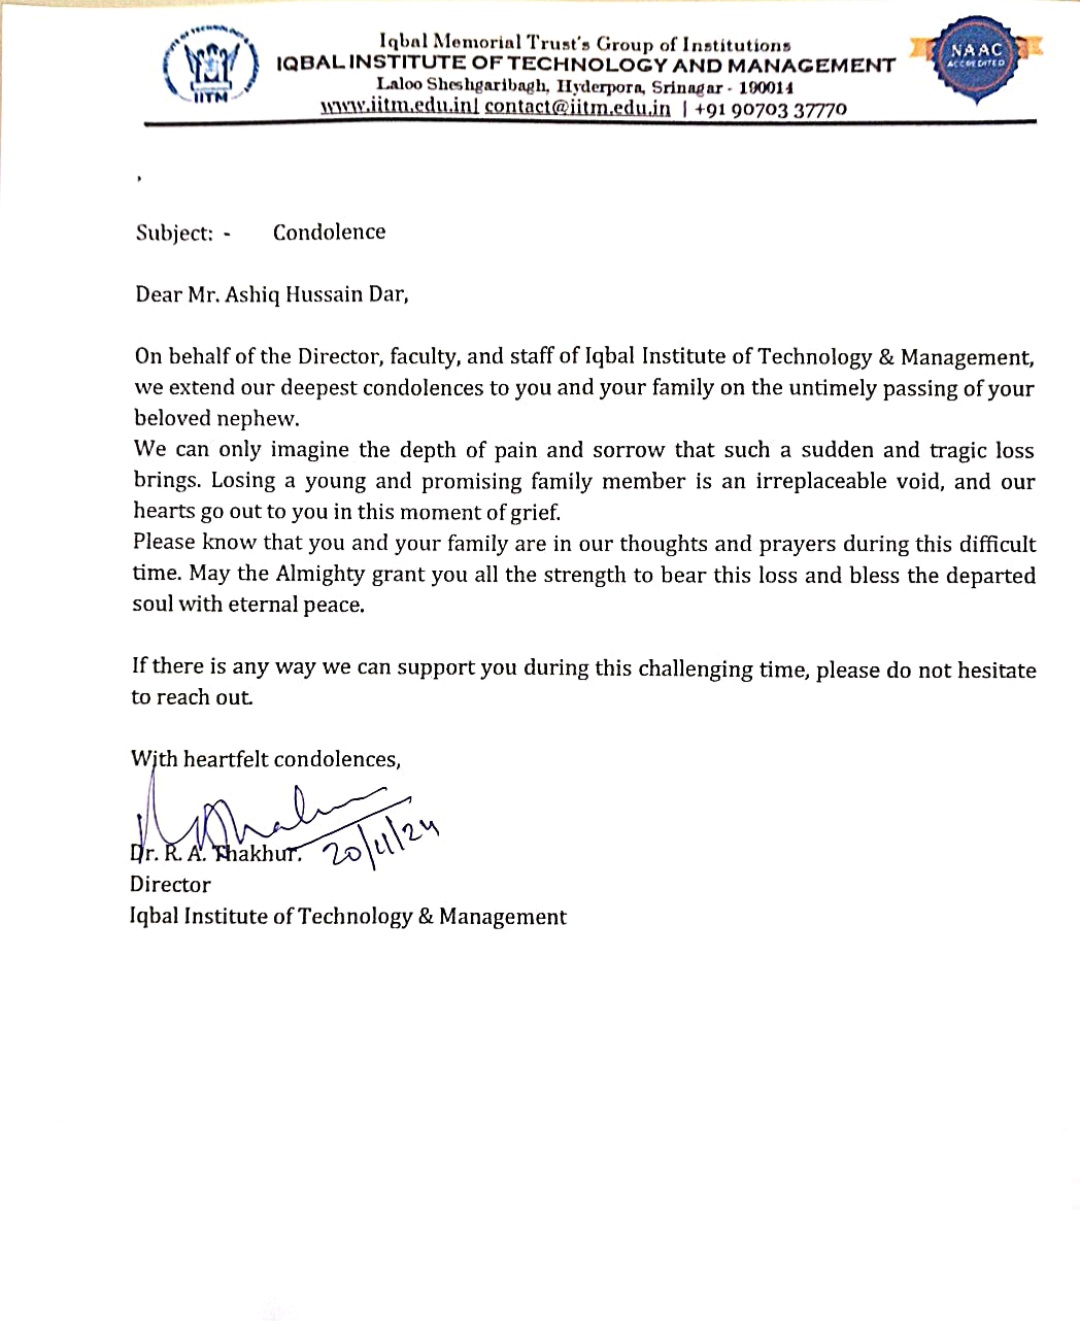 Iqbal Memorial Trust's Group of Institutions
IQBAL INSTITUTE OF TECHNOLOGY AND MANAGEMENT
Laloo Sheshgaribagh, Hyderpora, Srinagar - 190014
www.iitm.edu.in| contact@iitm.edu.in | +91 90703 37770
IITM
NAAC
ACCREDITED
,
Subject: - Condolence
Dear Mr. Ashiq Hussain Dar,
On behalf of the Director, faculty, and staff of Iqbal Institute of Technology & Management,
we extend our deepest condolences to you and your family on the untimely passing of your
beloved nephew.
We can only imagine the depth of pain and sorrow that such a sudden and tragic loss
brings. Losing a young and promising family member is an irreplaceable void, and our
hearts go out to you in this moment of grief.
Please know that you and your family are in our thoughts and prayers during this difficult
time. May the Almighty grant you all the strength to bear this loss and bless the departed
soul with eternal peace.
If there is any way we can support you during this challenging time, please do not hesitate
to reach out.
With heartfelt condolences,
Dr. R. A. Thakhur.
20/11/24
Director
Iqbal Institute of Technology & Management